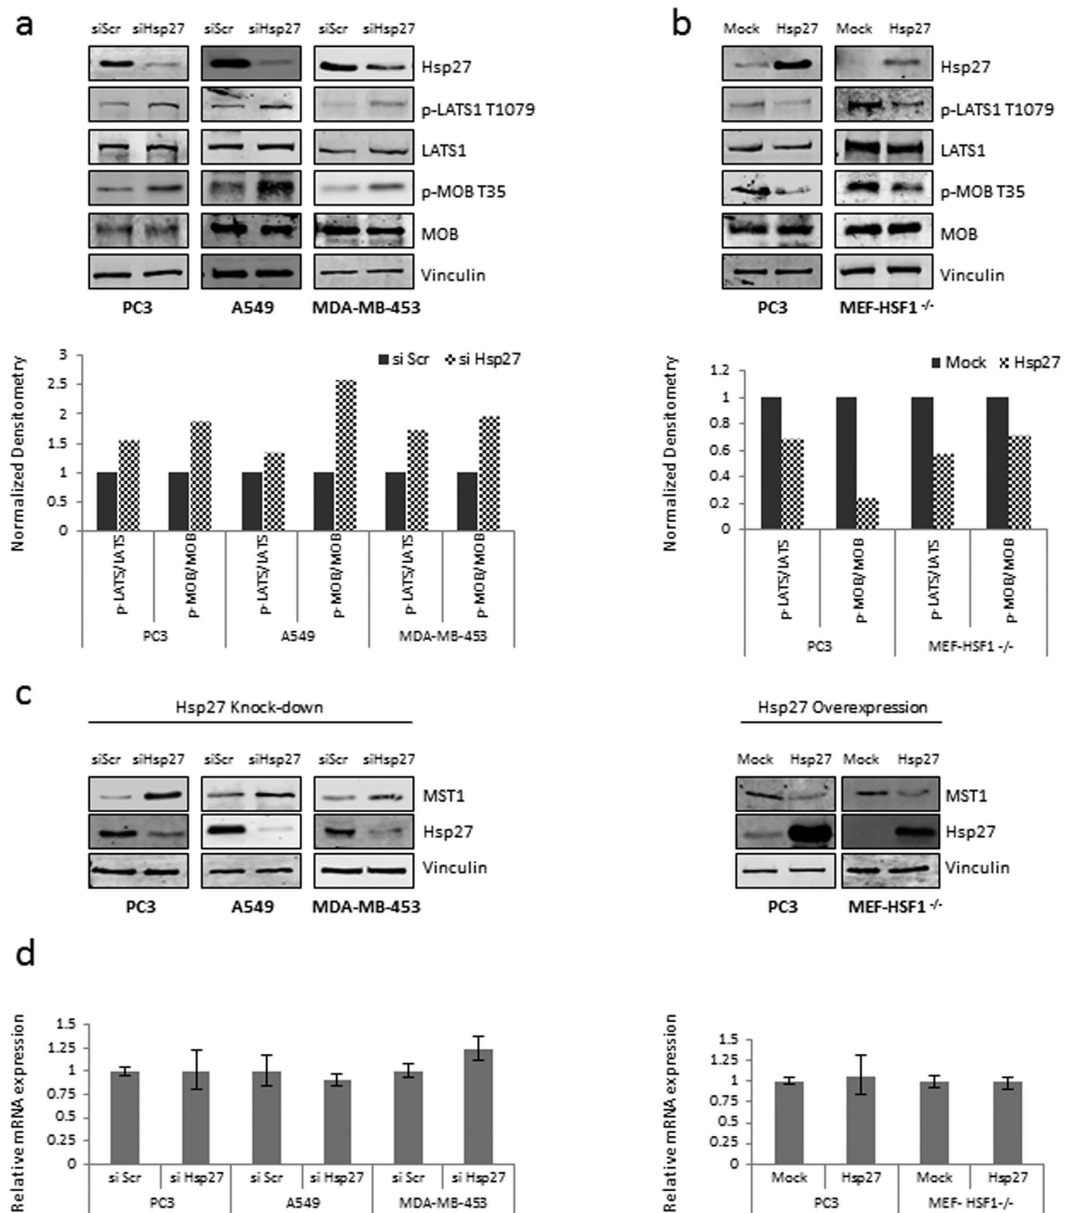 a
siScr siHsp27 siScr siHsp27 siScr siHsp27
Hsp27
p-LATS1 T1079
LATS1
p-MOB T35
MOB
Vinculin
PC3 A549 MDA-MB-453
b
Mock Hsp27 Mock Hsp27
Hsp27
p-LATS1 T1079
LATS1
p-MOB T35
MOB
Vinculin
PC3 MEF-HSF1 -/-
Normalized Densitometry
si Scr si Hsp27
3
2.5
2
1.5
1
0.5
0
p-LATS/LATS p-MOB/MOB p-LATS/LATS p-MOB/MOB p-LATS/LATS p-MOB/MOB
PC3 A549 MDA-MB-453
Normalized Densitometry
Mock Hsp27
1.2
1
0.8
0.6
0.4
0.2
0
p-LATS/LATS p-MOB/MOB p-LATS/LATS p-MOB/MOB
PC3 MEF-HSF1 -/-
c
Hsp27 Knock-down
siScr siHsp27 siScr siHsp27 siScr siHsp27
MST1
Hsp27
Vinculin
PC3 A549 MDA-MB-453
Hsp27 Overexpression
Mock Hsp27 Mock Hsp27
MST1
Hsp27
Vinculin
PC3 MEF-HSF1 -/-
d
Relative mRNA expression
1.5
1.25
1
0.75
0.5
0.25
0
si Scr si Hsp27 si Scr si Hsp27 si Scr si Hsp27
PC3 A549 MDA-MB-453
Relative mRNA expression
1.5
1.25
1
0.75
0.5
0.25
0
Mock Hsp27 Mock Hsp27
PC3 MEF- HSF1-/-